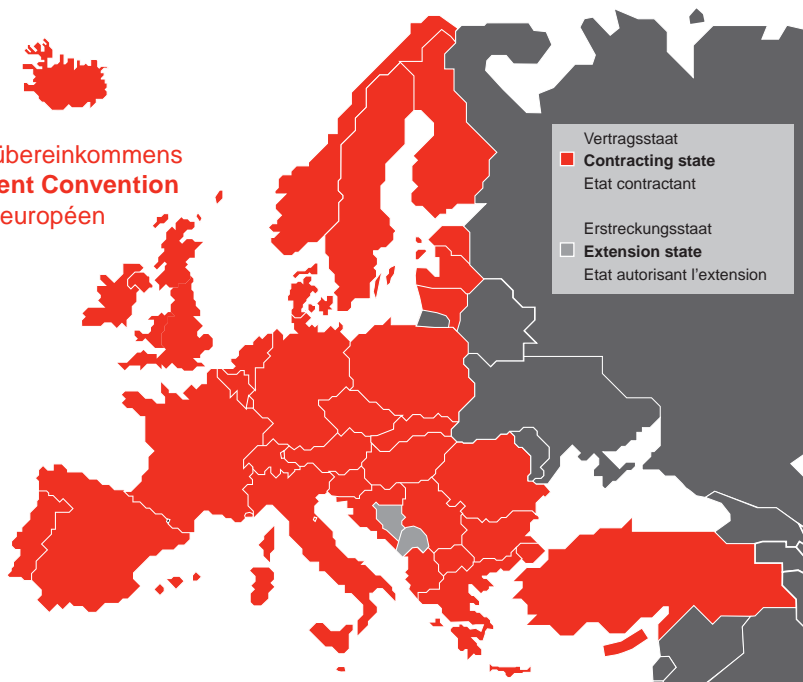 übereinkommens
ent Convention
européen
Vertragsstaat
Contracting state
Etat contractant
Erstreckungsstaat
Extension state
Etat autorisant l'extension